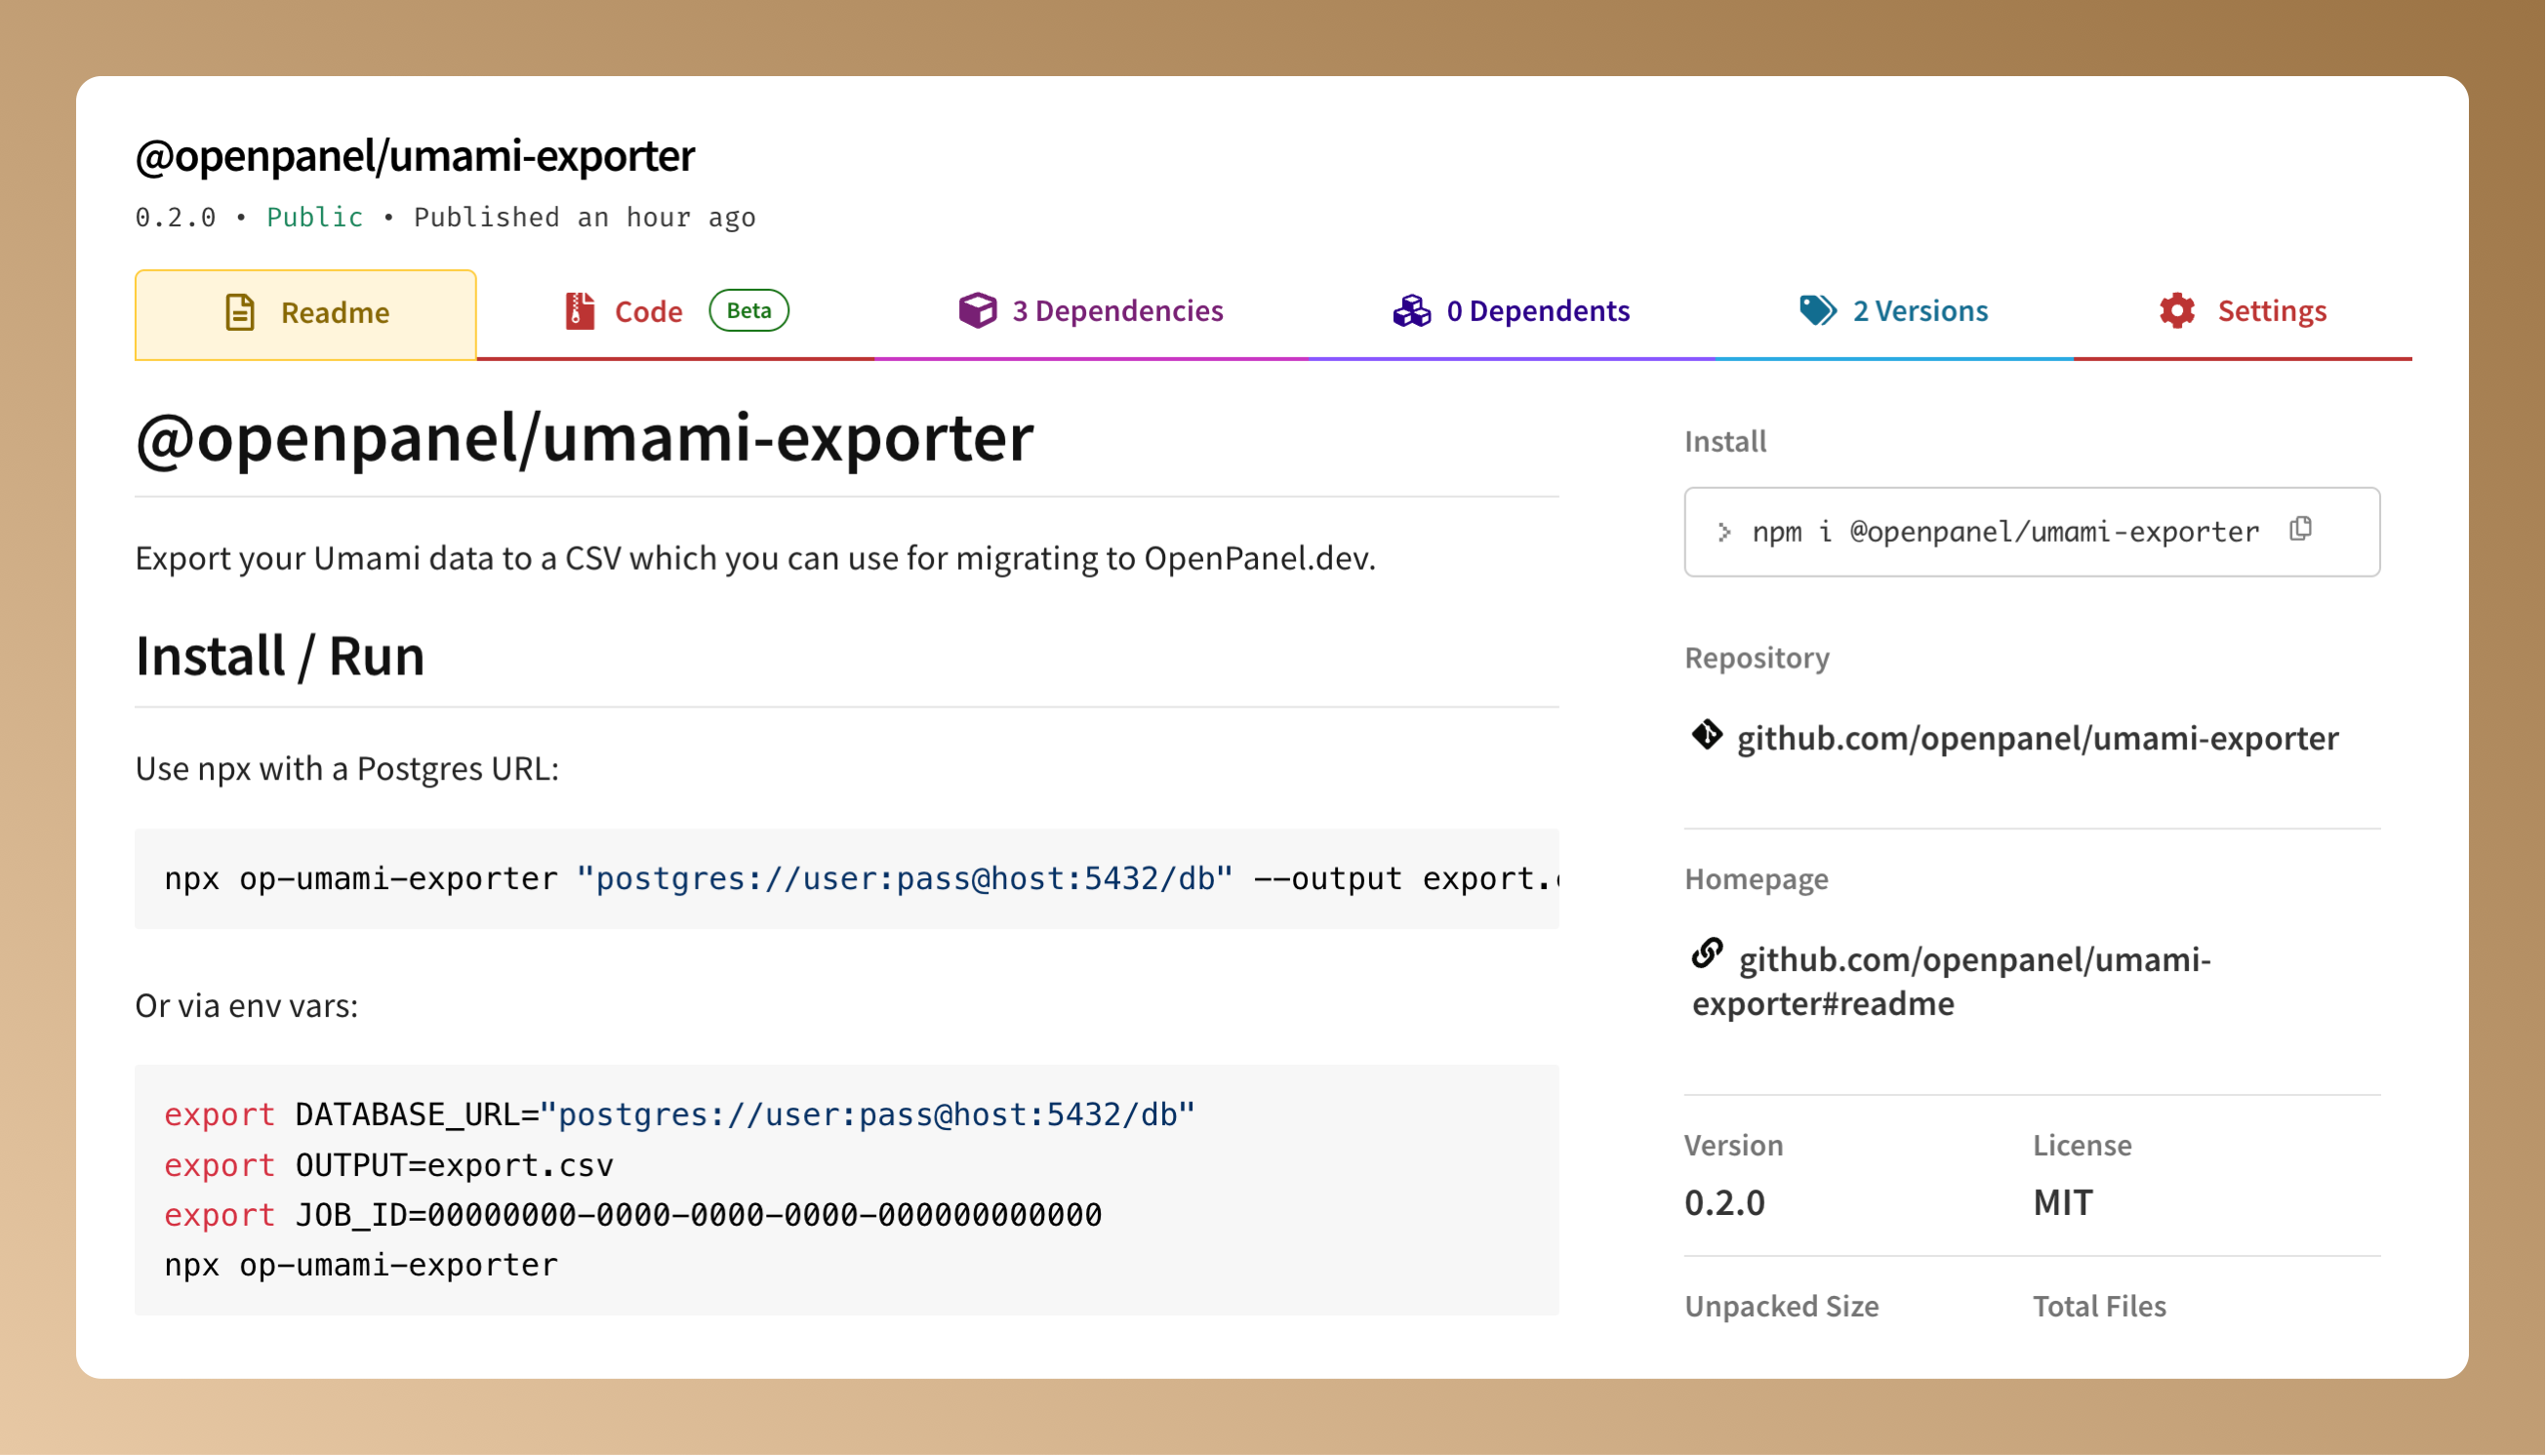 @openpanel/umami-exporter
0.2.0 • Public • Published an hour ago
Readme
Code Beta
3 Dependencies
0 Dependents
2 Versions
Settings
@openpanel/umami-exporter
Export your Umami data to a CSV which you can use for migrating to OpenPanel.dev.
Install / Run
Use npx with a Postgres URL:
npx op-umami-exporter "postgres://user:pass@host:5432/db" --output export.
Or via env vars:
export DATABASE_URL="postgres://user:pass@host:5432/db"
export OUTPUT=export.csv
export JOB_ID=00000000-0000-0000-0000-000000000000
npx op-umami-exporter
Install
npm i @openpanel/umami-exporter
Repository
github.com/openpanel/umami-exporter
Homepage
github.com/openpanel/umami-
exporter#readme
Version
0.2.0
License
MIT
Unpacked Size
Total Files